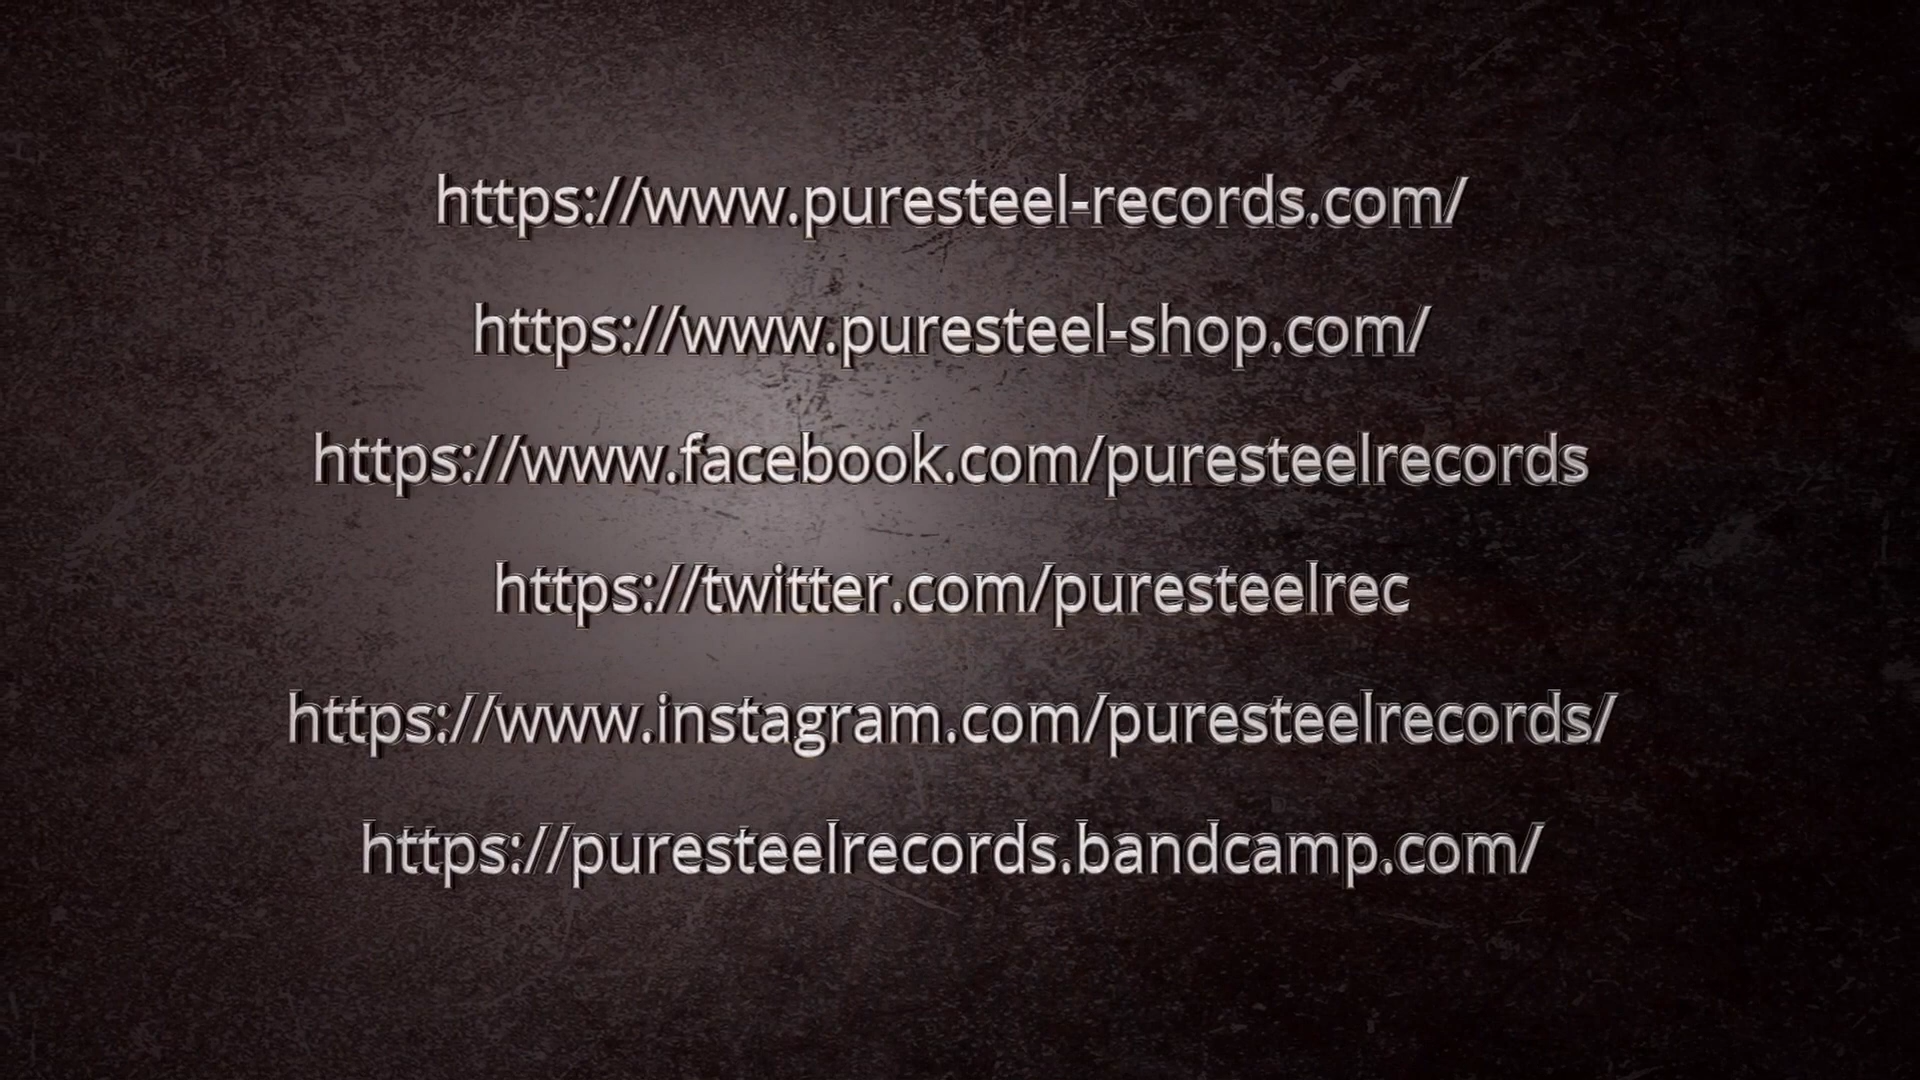 https://www.puresteel-records.com/
https://www.puresteel-shop.com/
https://www.facebook.com/puresteelrecords
https://twitter.com/puresteelrec
https://www.instagram.com/puresteelrecords/
https://puresteelrecords.bandcamp.com/